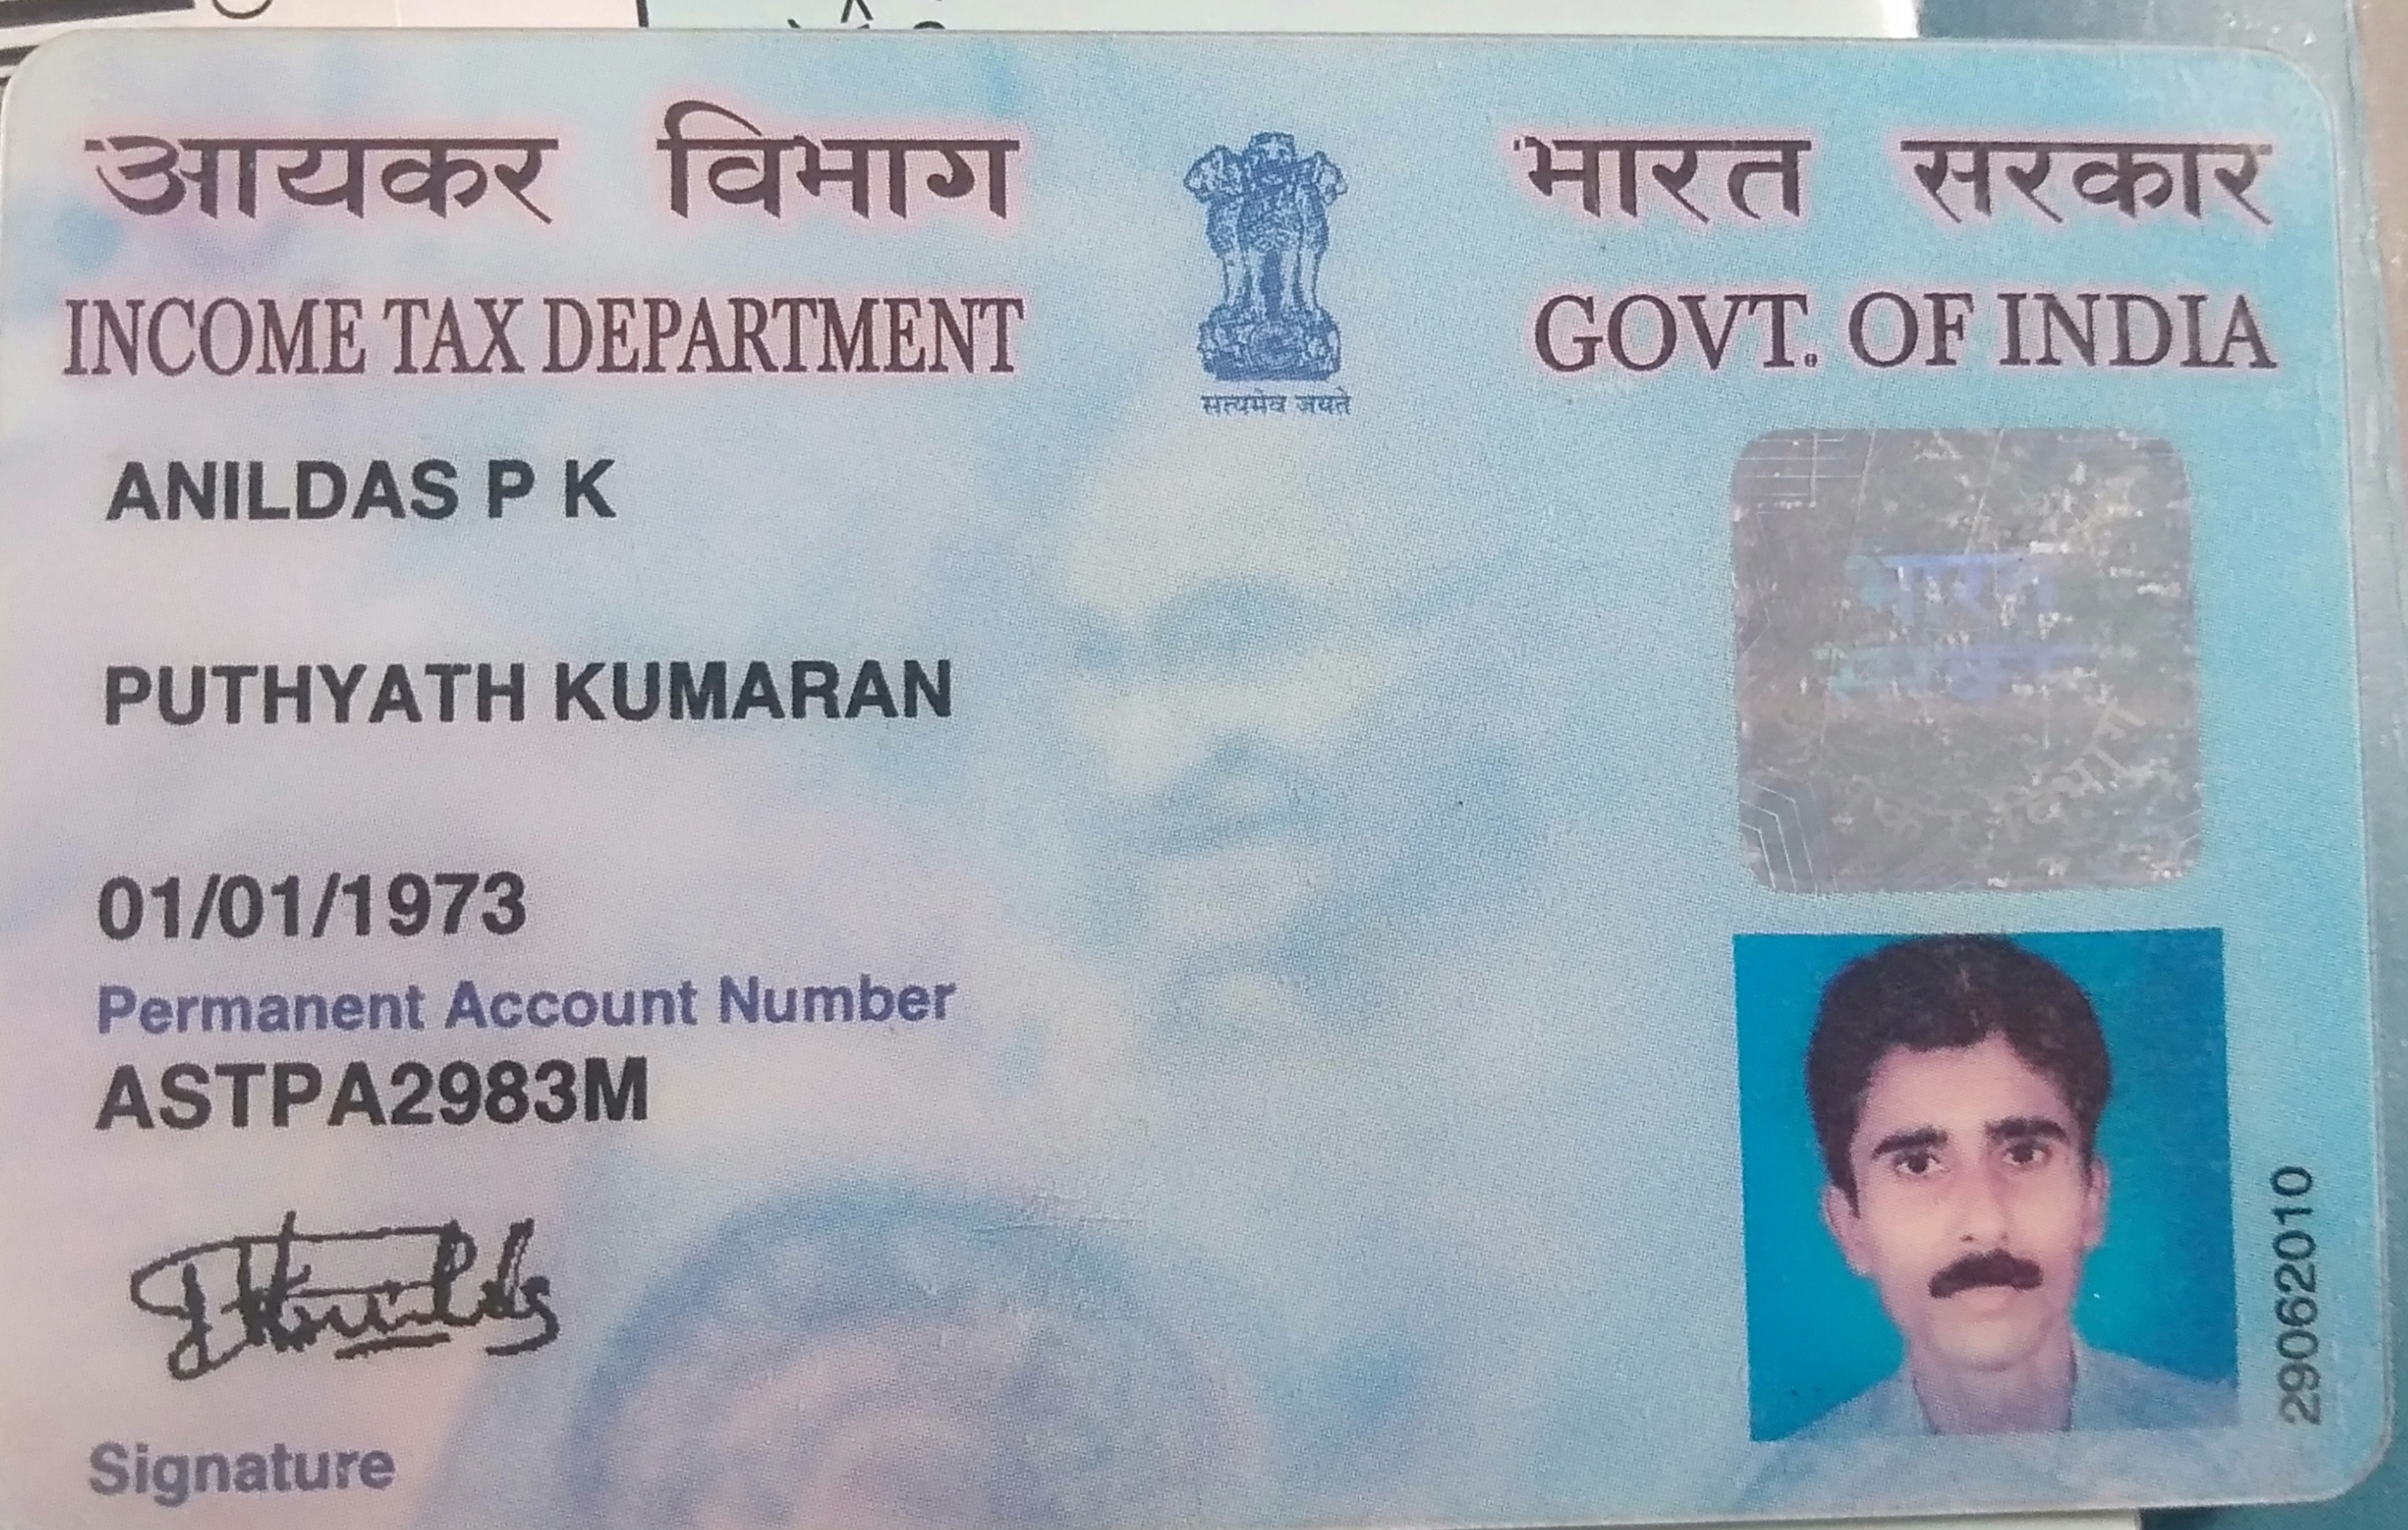 आयकर विभाग
INCOME TAX DEPARTMENT
सत्यमेव जयते
भारत सरकार
GOVT. OF INDIA
ANILDAS P K
PUTHYATH KUMARAN
01/01/1973
Permanent Account Number
ASTPA2983M
Signature
भारत
विभाग
29062010